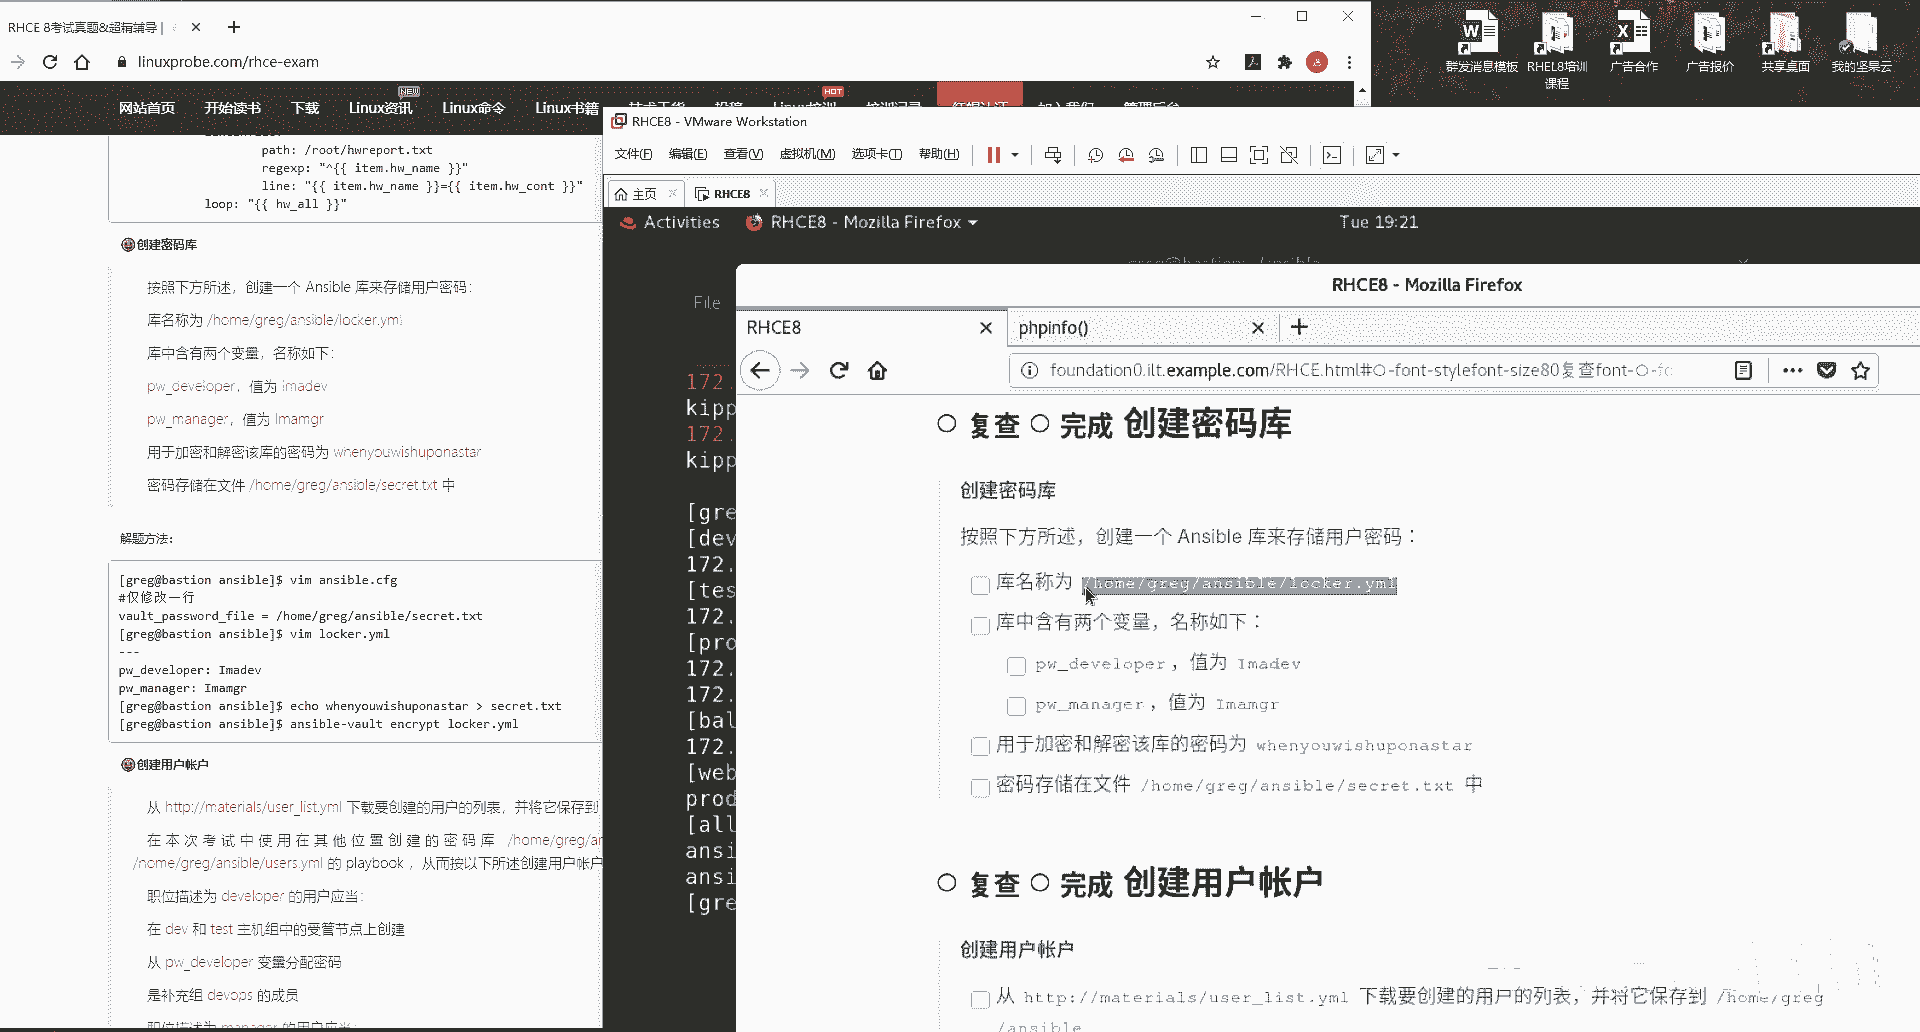 RHCE 8考试真题&超精辅导 |
linuxprobe.com/rhce-exam
网站首页 开始读书 下载 Linux资讯 NEW Linux命令 Linux书籍 HOT
path: /root/hwreport.txt
regexp: "^{{ item.hw_name }}"
line: "{{ item.hw_name }}={{ item.hw_cont }}"
loop: "{{ hw_all }}"
创建密码库
按照下方所述，创建一个 Ansible 库来存储用户密码：
库名称为 /home/greg/ansible/locker.yml
库中含有两个变量，名称如下：
pw_developer，值为 Imadev
pw_manager，值为 Imamgr
用于加密和解密该库的密码为 whenyouwishuponastar
密码存储在文件 /home/greg/ansible/secret.txt 中
解题方法：
[greg@bastion ansible]$ vim ansible.cfg
#仅修改一行
vault_password_file = /home/greg/ansible/secret.txt
[greg@bastion ansible]$ vim locker.yml
---
pw_developer: Imadev
pw_manager: Imamgr
[greg@bastion ansible]$ echo whenyouwishuponastar > secret.txt
[greg@bastion ansible]$ ansible-vault encrypt locker.yml
创建用户帐户
从 http://materials/user_list.yml 下载要创建的用户的列表，并将它保存到
在本次考试中使用在其他位置创建的密码库 /home/greg/ar
/home/greg/ansible/users.yml 的 playbook ，从而按以下所述创建用户帐户
职位描述为 developer 的用户应当：
在 dev 和 test 主机组中的受管节点上创建
从 pw_developer 变量分配密码
是补充组 devops 的成员
职位描述为 manager 的用户应当：
群发消息模板
RHEL8培训课程
广告合作
广告报价
共享桌面
我的坚果云
RHCE8 - VMware Workstation
文件(F) 编辑(E) 查看(V) 虚拟机(M) 选项卡(T) 帮助(H)
主页 RHCE8
Activities RHCE8 - Mozilla Firefox Tue 19:21
File
172.
kipp
172.
kipp
[gre
[dev
172.
[tes
172.
[pro
172.
172.
[bal
172.
[web
prod
[all
ansi
ansi
[gre
RHCE8 - Mozilla Firefox
RHCE8 phpinfo()
foundation0.ilt.example.com/RHCE.html#○-font-stylefont-size80复查font-○-fo
复查 完成 创建密码库
创建密码库
按照下方所述，创建一个 Ansible 库来存储用户密码：
库名称为 /home/greg/ansible/locker.yml
库中含有两个变量，名称如下：
pw_developer，值为 Imadev
pw_manager，值为 Imamgr
用于加密和解密该库的密码为 whenyouwishuponastar
密码存储在文件 /home/greg/ansible/secret.txt 中
复查 完成 创建用户帐户
创建用户帐户
从 http://materials/user_list.yml 下载要创建的用户的列表，并将它保存到 /home/greg
/ansible